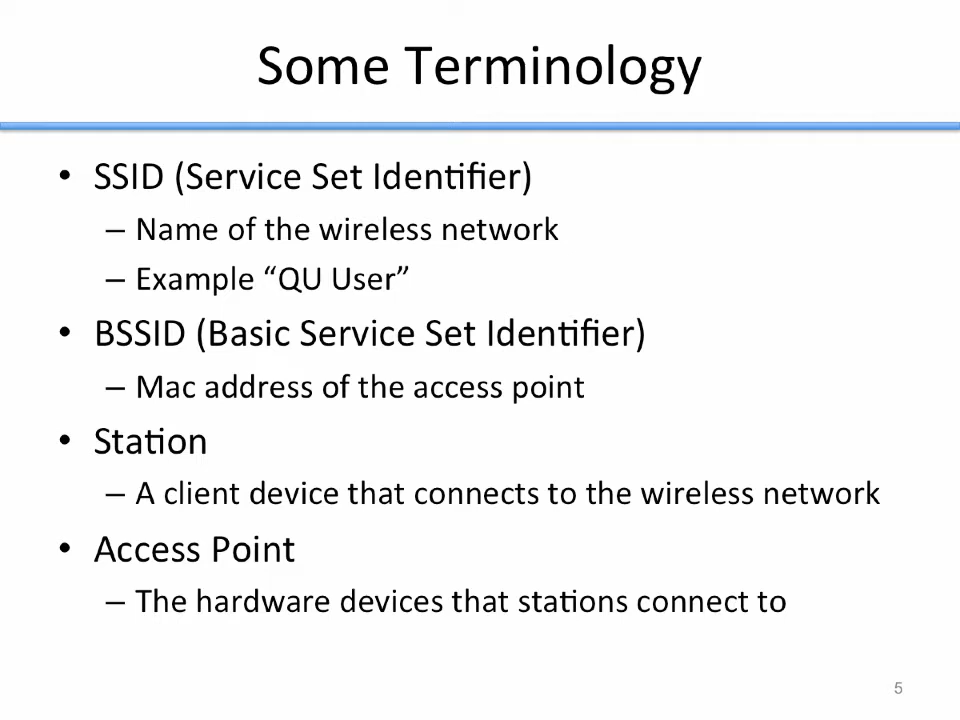 Some Terminology
• SSID (Service Set Identifier)
– Name of the wireless network
– Example “QU User”
• BSSID (Basic Service Set Identifier)
– Mac address of the access point
• Station
– A client device that connects to the wireless network
• Access Point
– The hardware devices that stations connect to
5